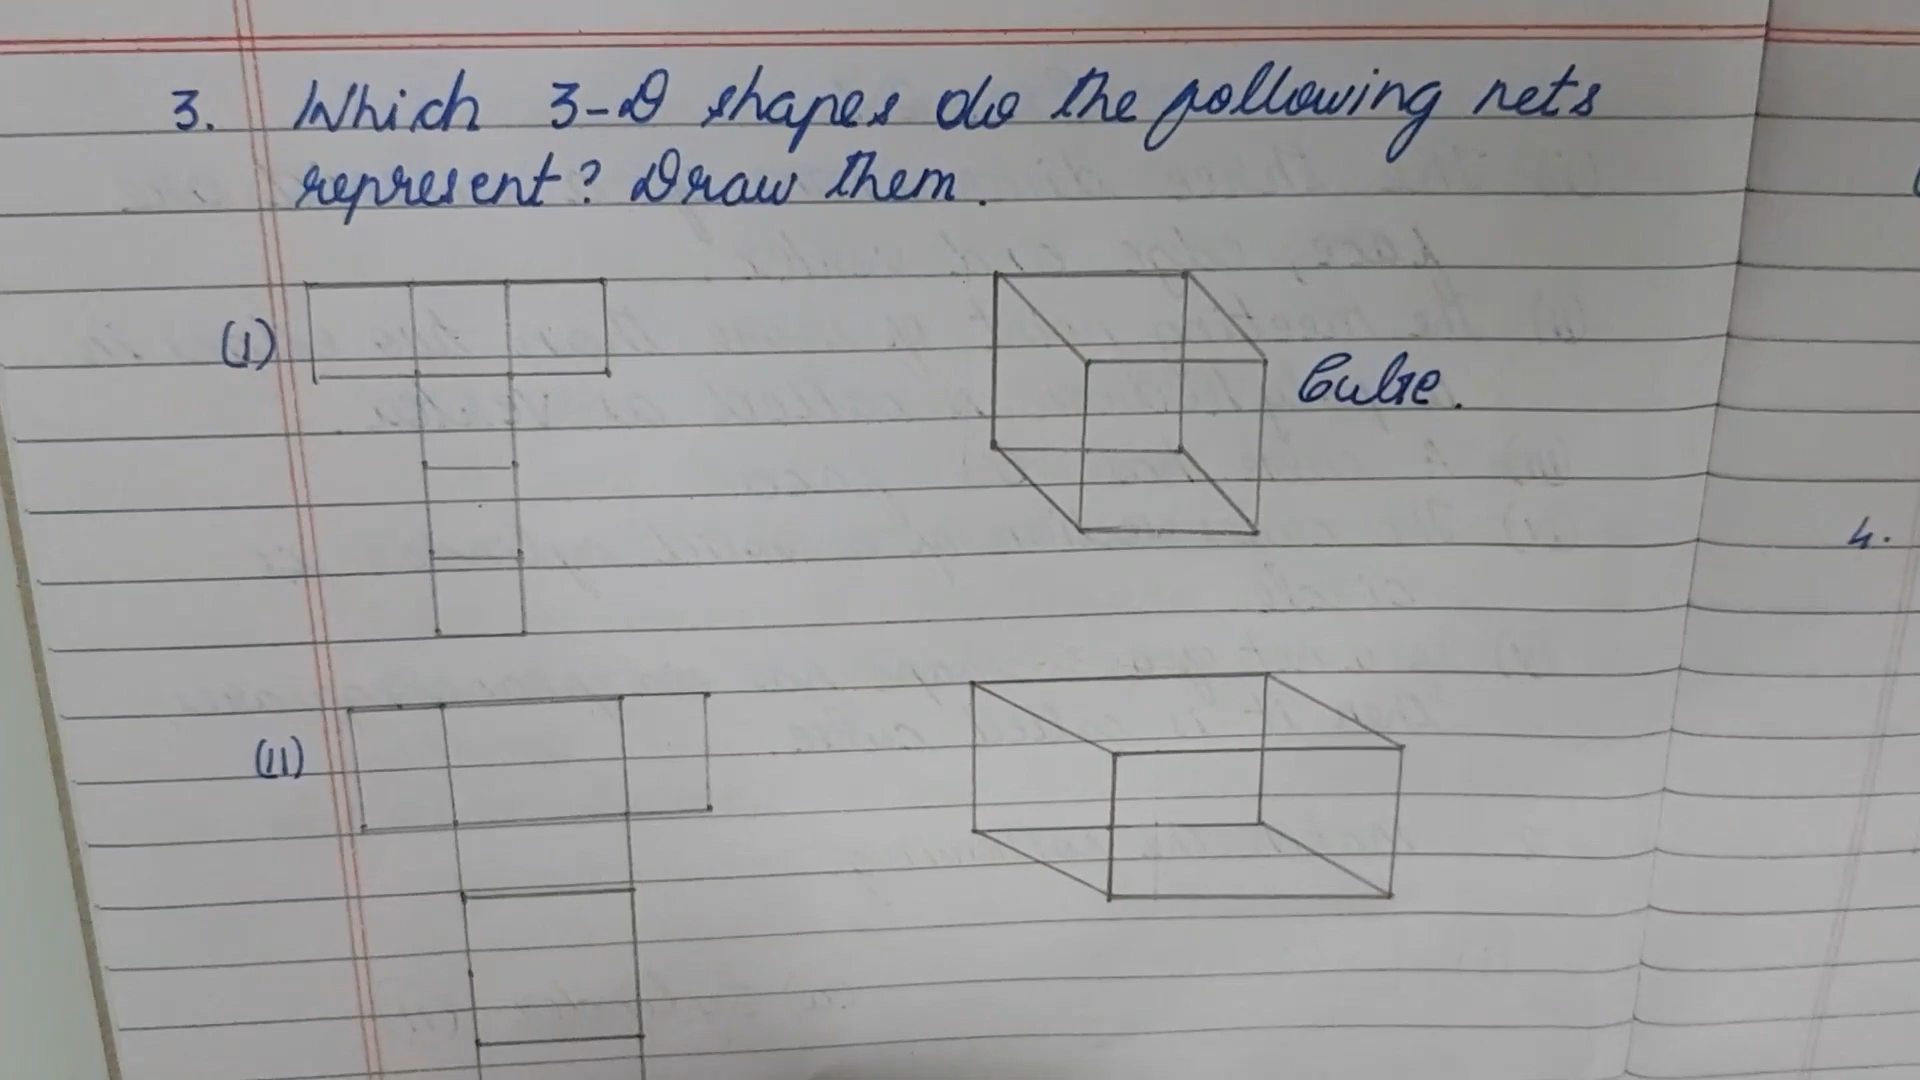 3. Which 3-D shapes do the following nets
represent? Draw them.
(I)
Cube.
(II)
4.